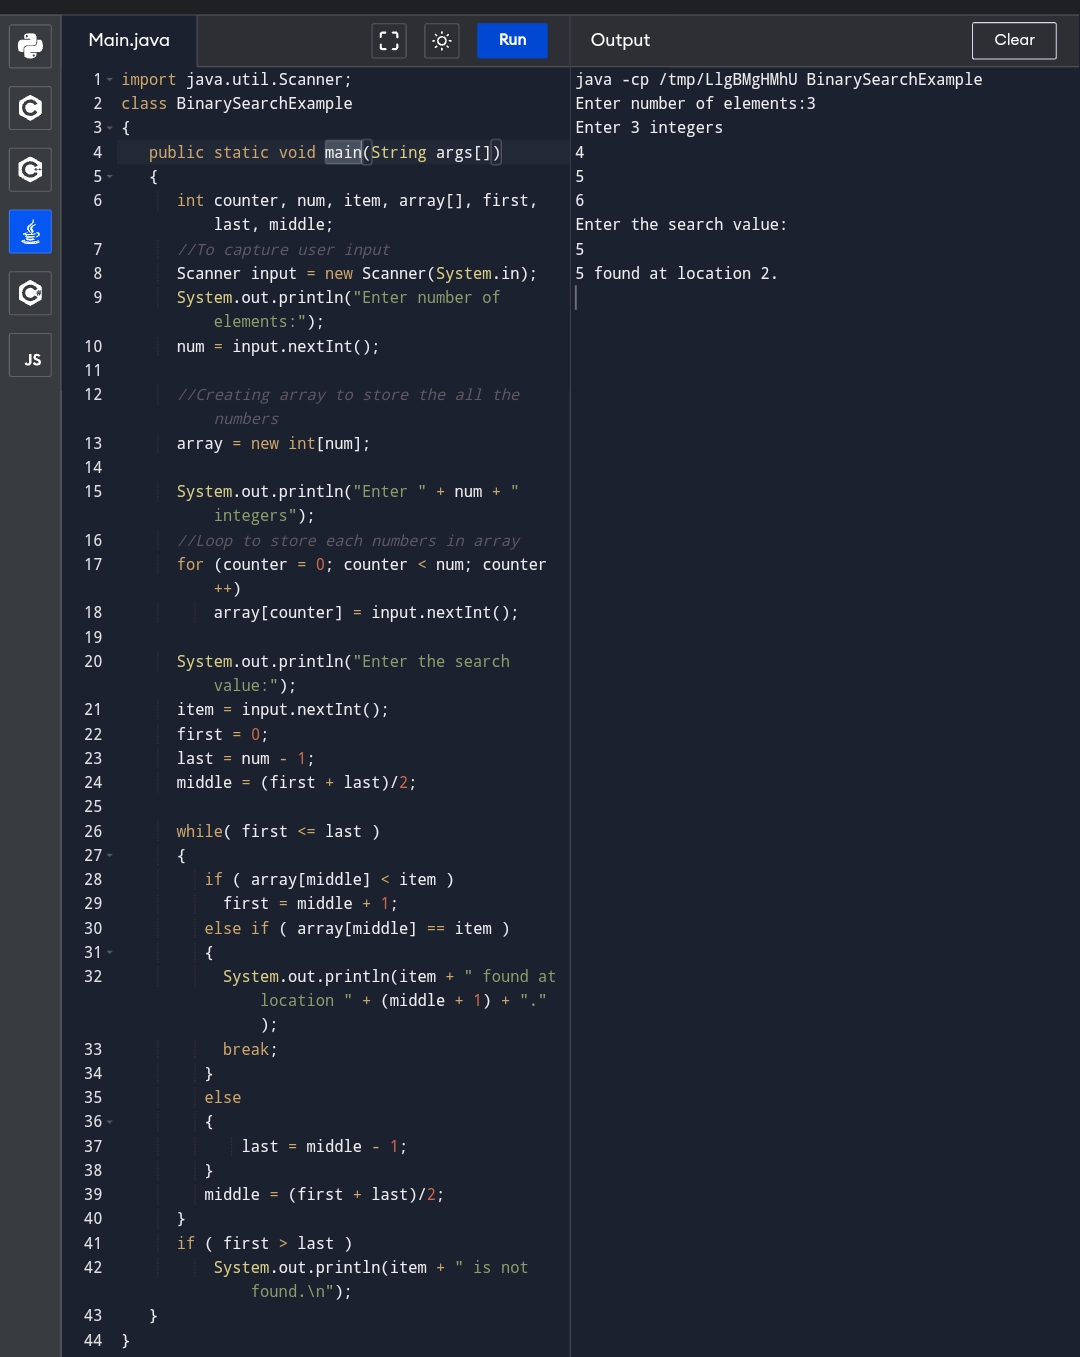 Main.java
Run
Output
Clear
JS
1 import java.util.Scanner;
2 class BinarySearchExample
3 {
4 public static void main(String args[])
5 {
6 int counter, num, item, array[], first,
last, middle;
7 //To capture user input
8 Scanner input = new Scanner(System.in);
9 System.out.println("Enter number of
elements:");
10 num = input.nextInt();
11
12 //Creating array to store the all the
numbers
13 array = new int[num];
14
15 System.out.println("Enter " + num + "
integers");
16 //Loop to store each numbers in array
17 for (counter = 0; counter < num; counter
++)
18 array[counter] = input.nextInt();
19
20 System.out.println("Enter the search
value:");
21 item = input.nextInt();
22 first = 0;
23 last = num - 1;
24 middle = (first + last)/2;
25
26 while( first <= last )
27 {
28 if ( array[middle] < item )
29 first = middle + 1;
30 else if ( array[middle] == item )
31 {
32 System.out.println(item + " found at
location " + (middle + 1) + "."
);
33 break;
34 }
35 else
36 {
37 last = middle - 1;
38 }
39 middle = (first + last)/2;
40 }
41 if ( first > last )
42 System.out.println(item + " is not
found.\n");
43 }
44 }
java -cp /tmp/LlgBMgHMhU BinarySearchExample
Enter number of elements:3
Enter 3 integers
4
5
6
Enter the search value:
5
5 found at location 2.